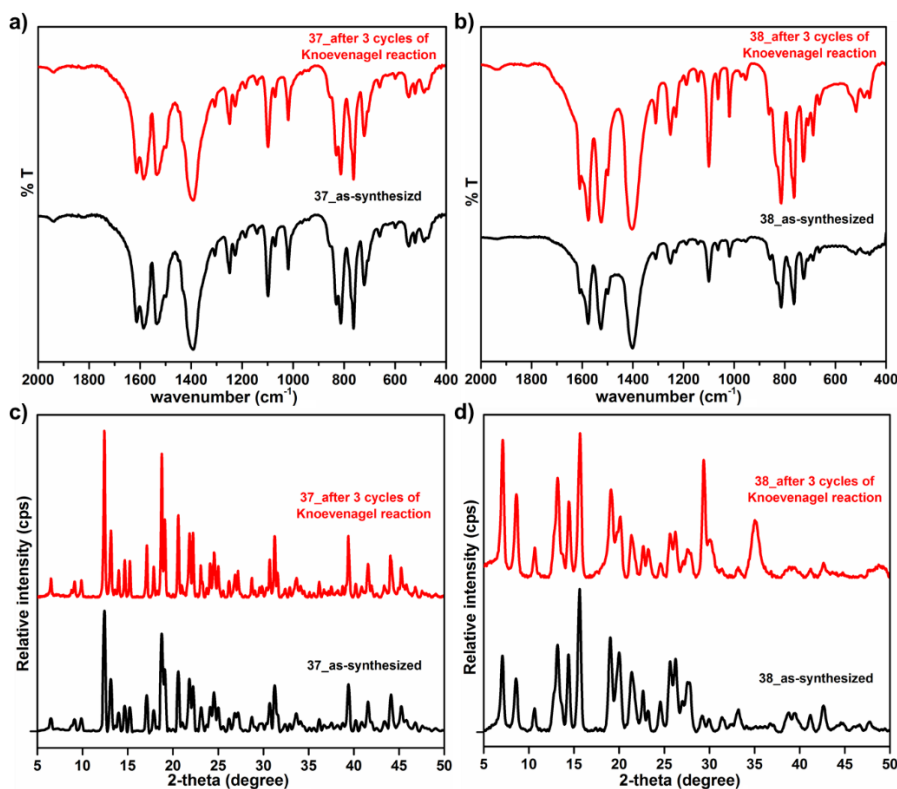 a)
37_after 3 cycles of
Knoevenagel reaction
% T
37_as-synthesizd
2000 1800 1600 1400 1200 1000 800 600 400
wavenumber (cm⁻¹)
b)
38_after 3 cycles of
Knoevenagel reaction
% T
38_as-synthesized
2000 1800 1600 1400 1200 1000 800 600 400
wavenumber (cm⁻¹)
c)
Relative intensity (cps)
37_after 3 cycles of
Knoevenagel reaction
37_as-synthesized
5 10 15 20 25 30 35 40 45 50
2-theta (degree)
d)
Relative intensity (cps)
38_after 3 cycles of
Knoevenagel reaction
38_as-synthesized
5 10 15 20 25 30 35 40 45 50
2-theta (degree)